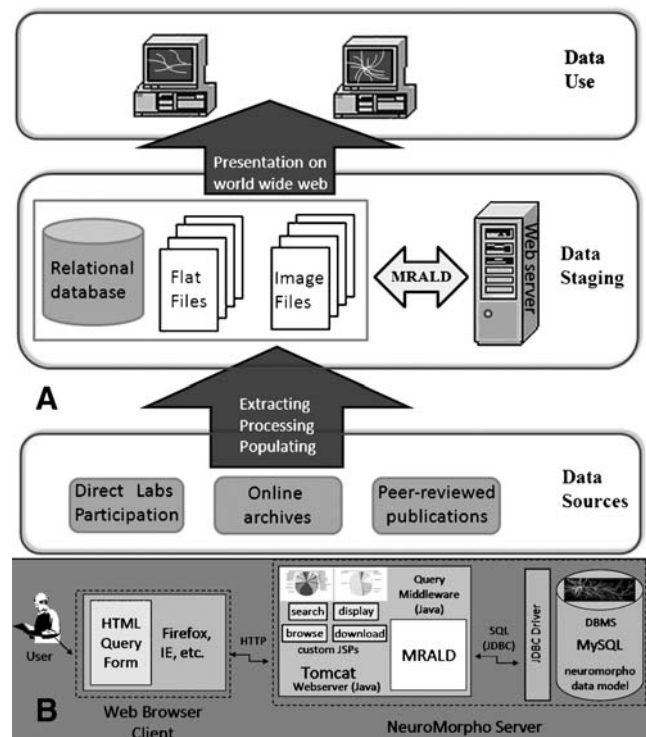 Data
Use
Presentation on
world wide web
Relational
database
Flat
Files
Image
Files
MRALD
Web server
Data
Staging
A
Extracting
Processing
Populating
Direct Labs
Participation
Online
archives
Peer-reviewed
publications
Data
Sources
User
HTML
Query
Form
Firefox,
IE, etc.
Web Browser
Client
HTTP
search
display
browse
download
custom JSPs
Tomcat
Webserver (Java)
Query
Middleware
(Java)
MRALD
SQL
(JDBC)
JDBC Driver
DBMS
MySQL
neuromorpho
data model
NeuroMorpho Server
B